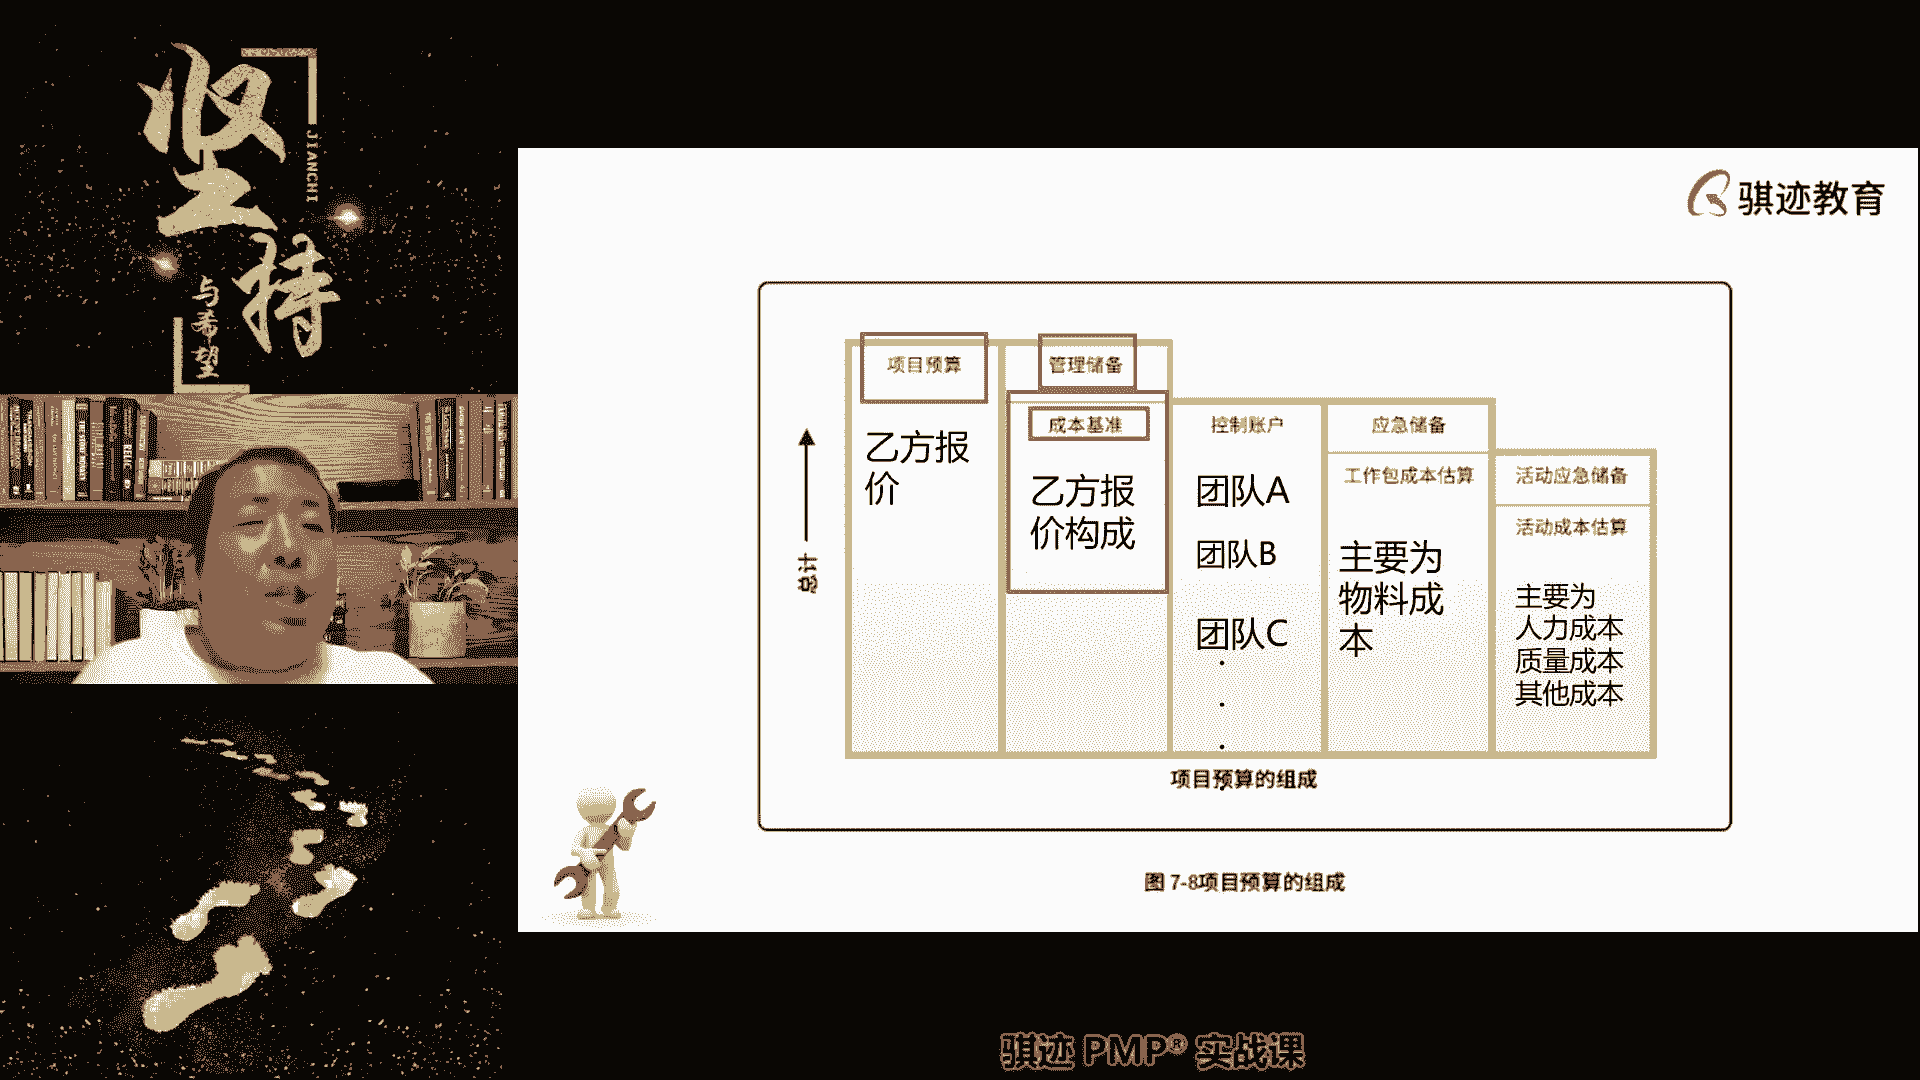 坚持
JIANCHI
与希望
骐迹教育
项目预算
乙方报
价
管理储备
成本基准
乙方报
价构成
控制账户
团队A
团队B
团队C
应急储备
工作包成本估算
主要为
物料成
本
活动应急储备
活动成本估算
主要为
人力成本
质量成本
其他成本
总计
项目预算的组成
图 7-8项目预算的组成
骐迹 PMP® 实战课